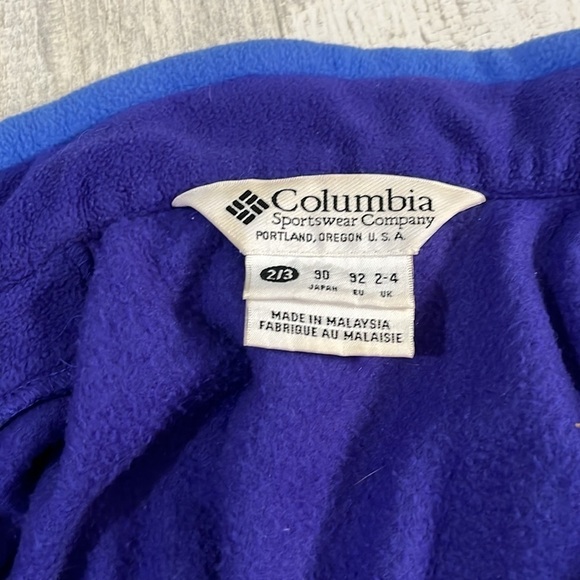 Columbia
Sportswear Company
PORTLAND, OREGON U. S. A.
2/3 90 92 2-4
JAPAN EU UK
MADE IN MALAYSIA
FABRIQUE AU MALAISIE